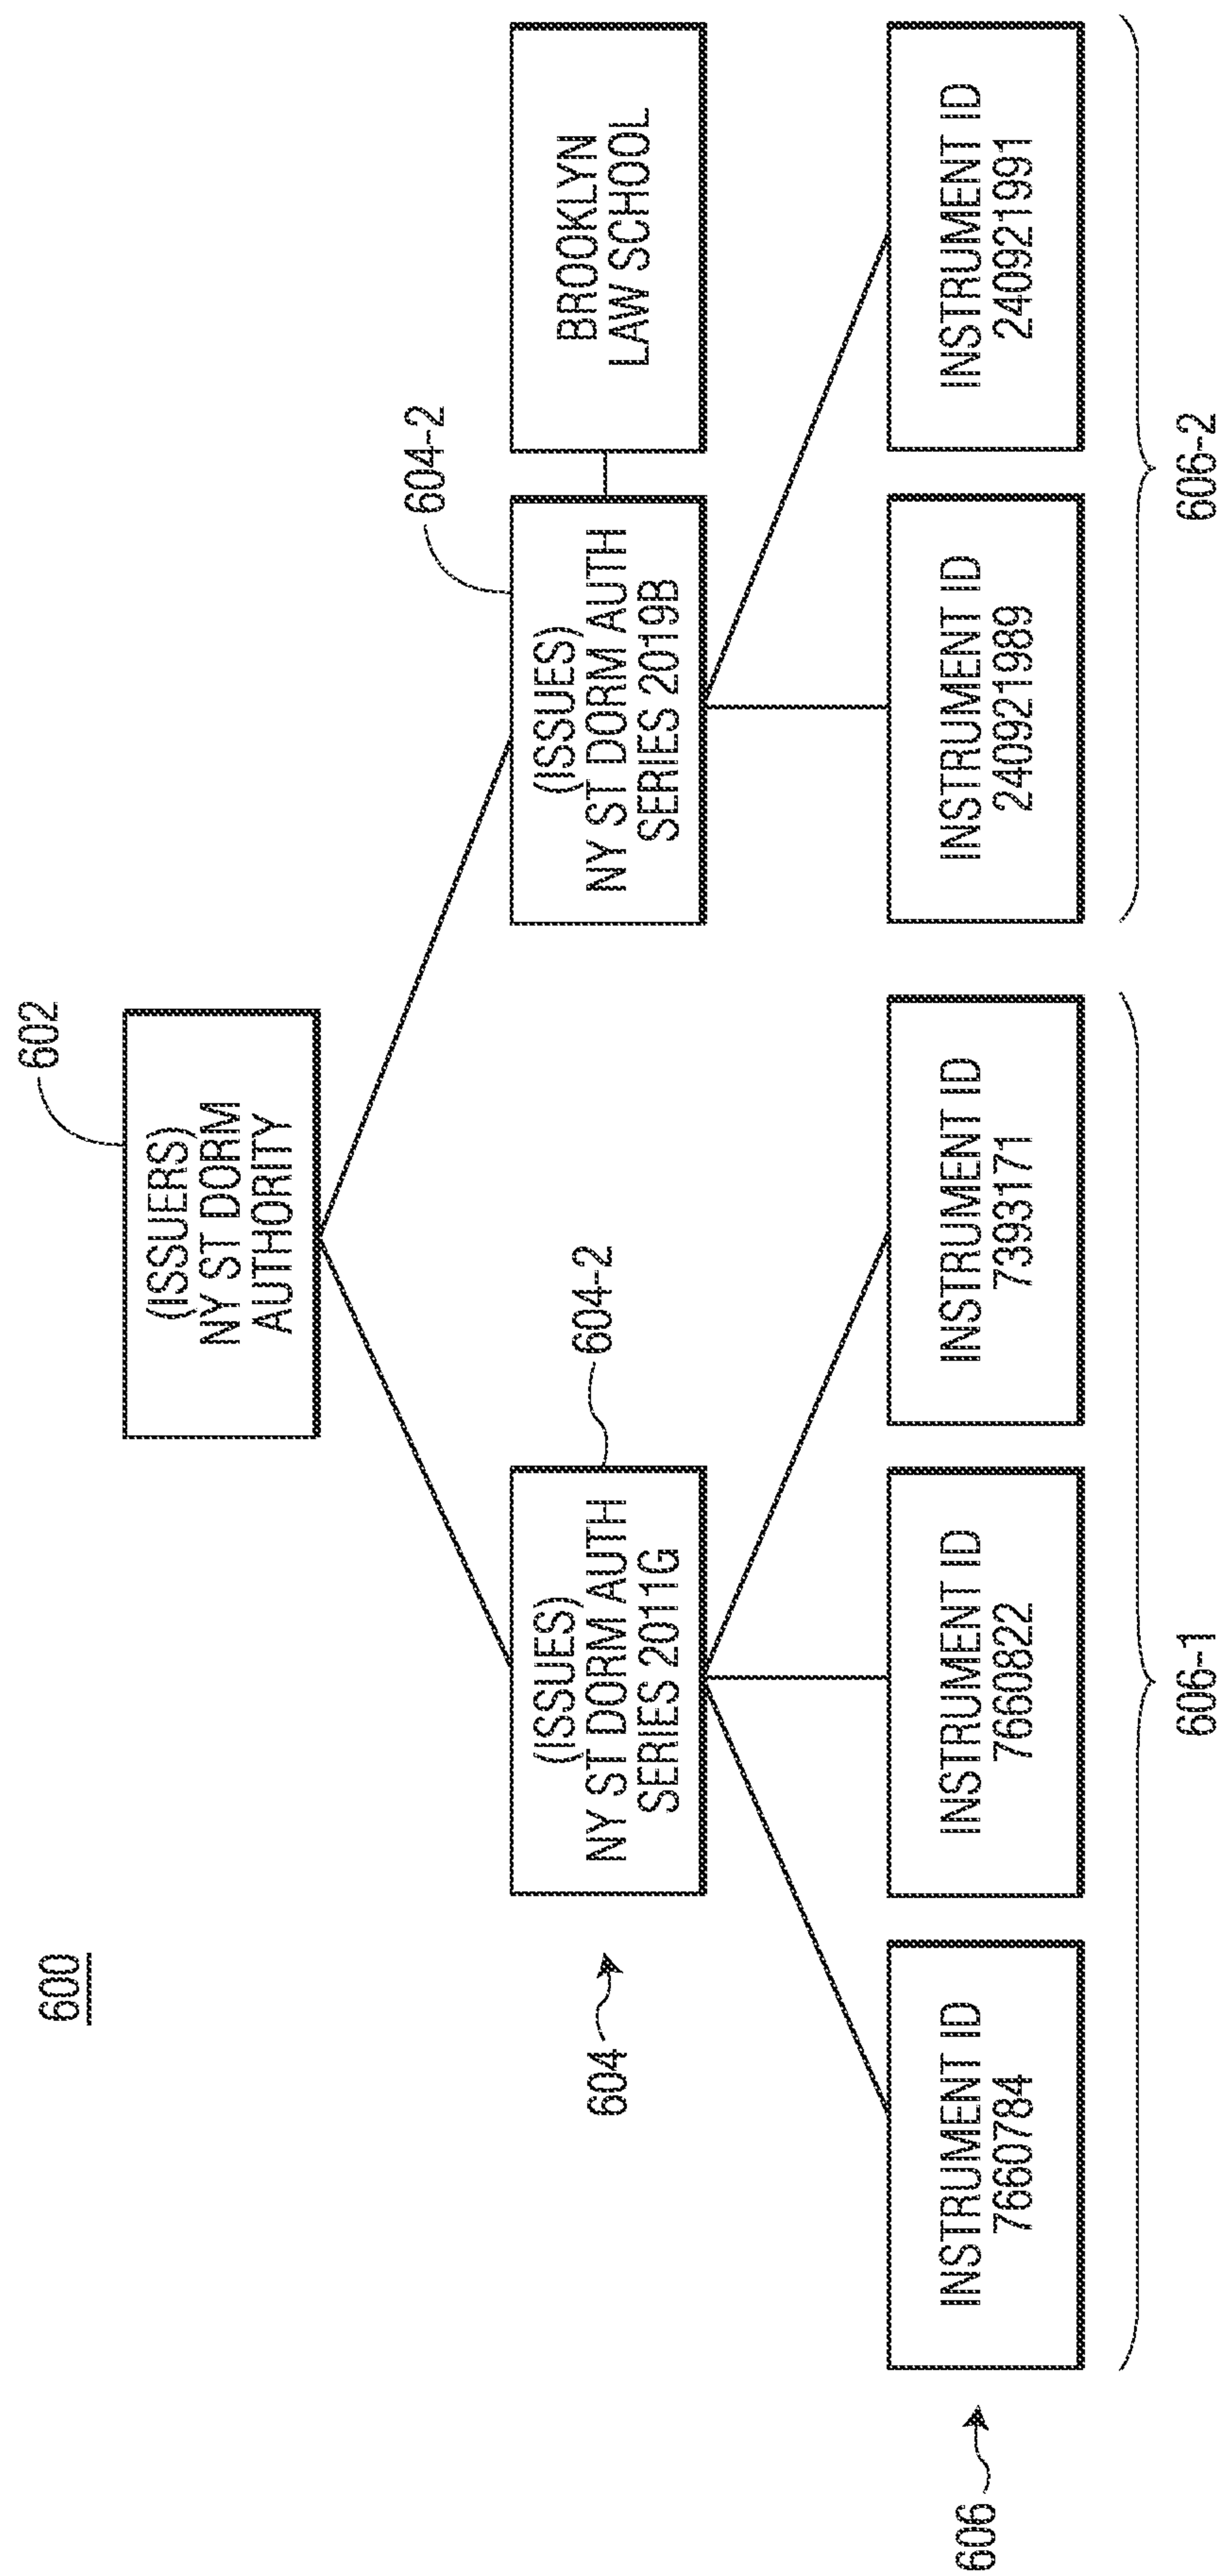 600
602
(ISSUERS)
NY ST DORM
AUTHORITY
604
(ISSUES)
NY ST DORM AUTH
SERIES 2011G
604-2
604-2
(ISSUES)
NY ST DORM AUTH
SERIES 2019B
BROOKLYN
LAW SCHOOL
606
INSTRUMENT ID
7660784
INSTRUMENT ID
7660822
INSTRUMENT ID
7393171
INSTRUMENT ID
240921989
INSTRUMENT ID
240921991
606-1
606-2